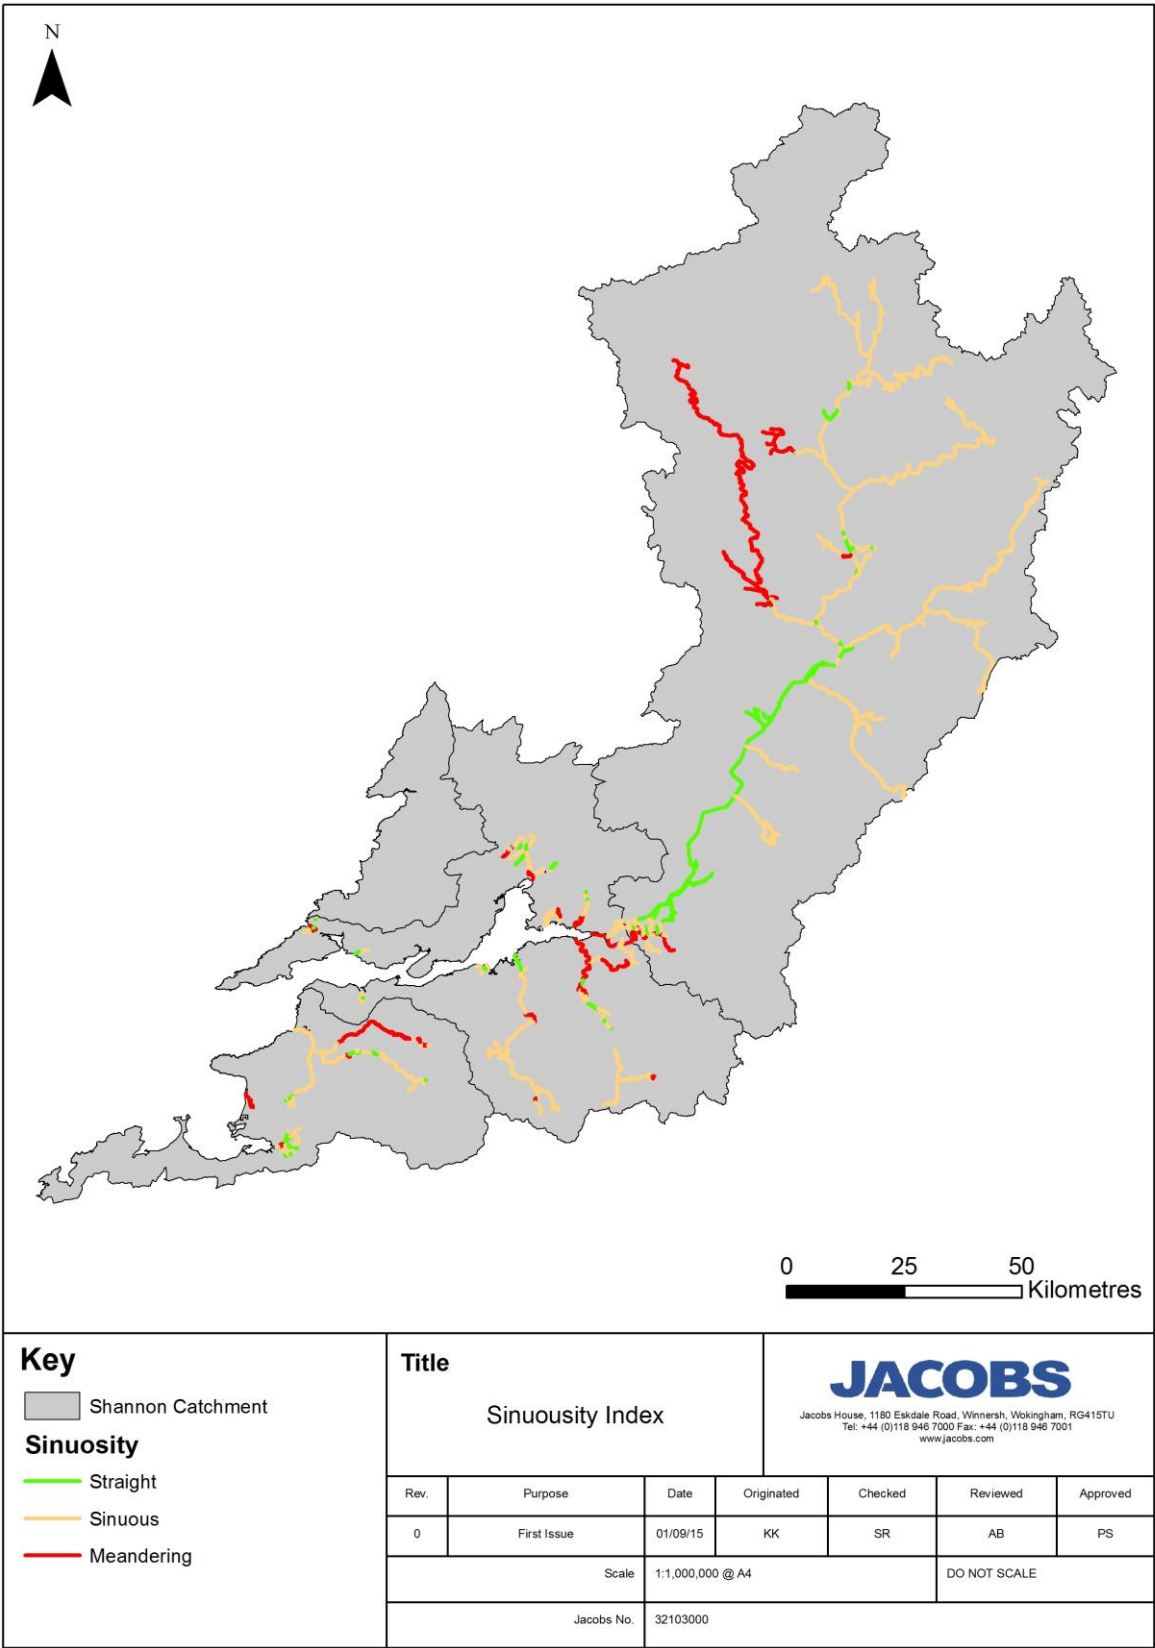 N
0 25 50
Kilometres
Key
Shannon Catchment
Sinuosity
Straight
Sinuous
Meandering
Title
Sinuousity Index
JACOBS
Jacobs House, 1180 Eskdale Road, Winnersh, Wokingham, RG415TU
Tel: +44 (0)118 946 7000 Fax: +44 (0)118 946 7001
www.jacobs.com
Rev. Purpose Date Originated Checked Reviewed Approved
0 First Issue 01/09/15 KK SR AB PS
Scale 1:1,000,000 @ A4 DO NOT SCALE
Jacobs No. 32103000